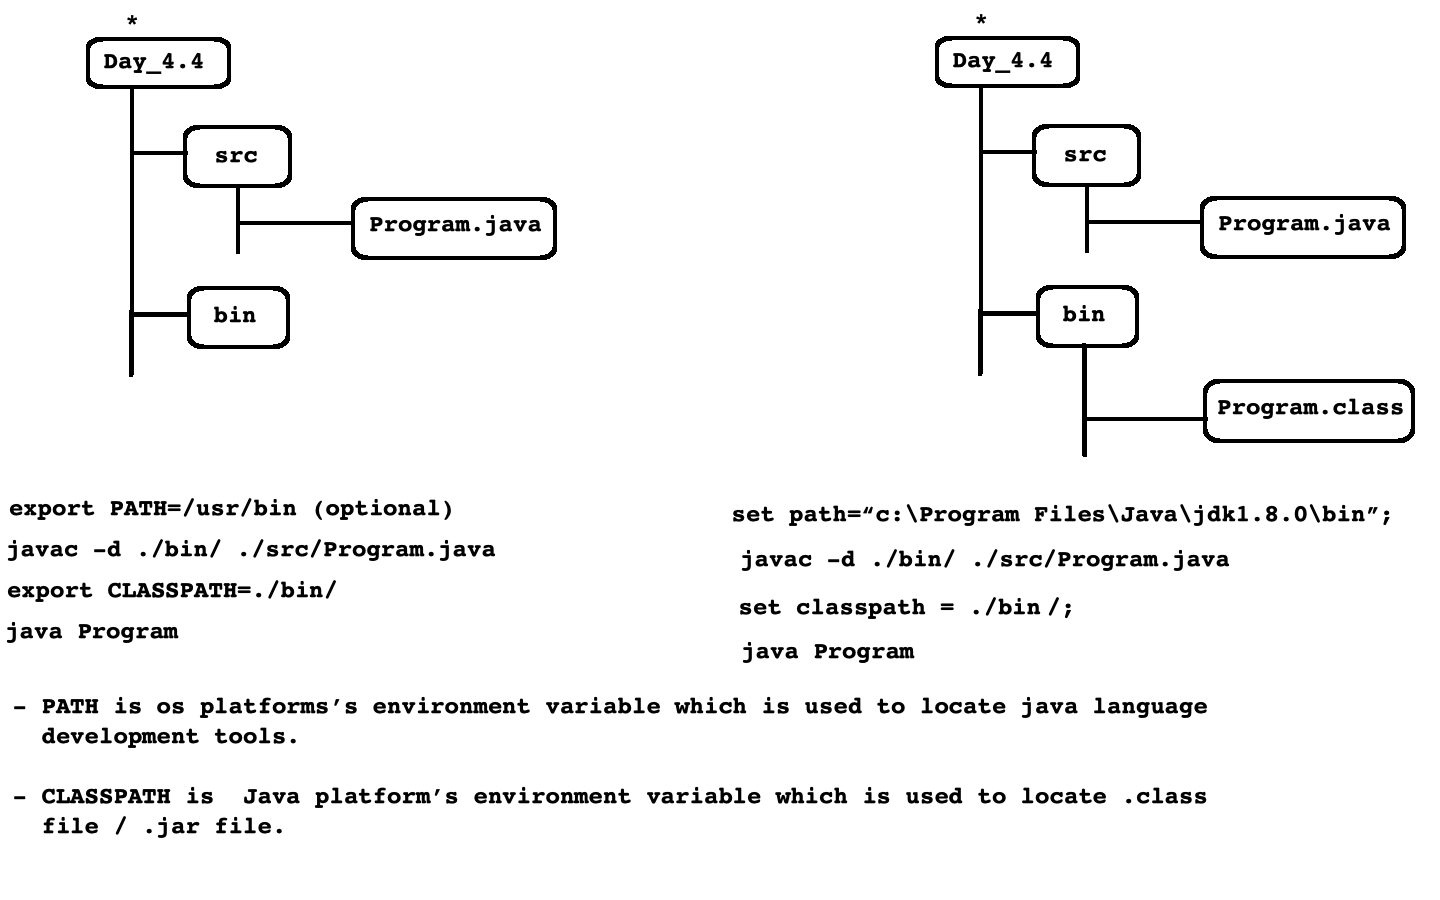 *
Day_4.4
src
Program.java
bin
*
Day_4.4
src
Program.java
bin
Program.class
export PATH=/usr/bin (optional)
javac -d ./bin/ ./src/Program.java
export CLASSPATH=./bin/
java Program
set path=“c:\Program Files\Java\jdk1.8.0\bin”;
javac -d ./bin/ ./src/Program.java
set classpath = ./bin /;
java Program
– PATH is os platforms’s environment variable which is used to locate java language
development tools.
– CLASSPATH is  Java platform’s environment variable which is used to locate .class
file / .jar file.